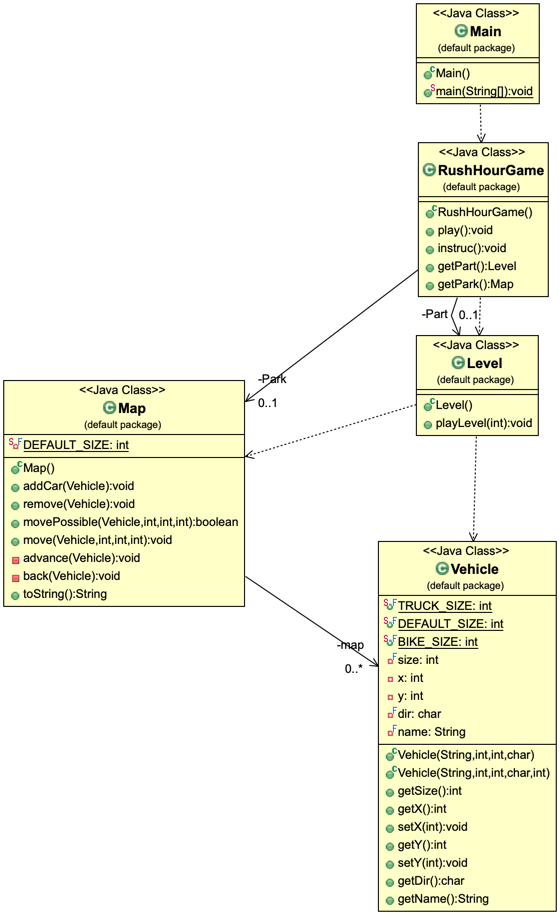 <<Java Class>>
Main
(default package)
Main()
main(String[]):void
<<Java Class>>
RushHourGame
(default package)
RushHourGame()
play():void
instruc():void
getPart():Level
getPark():Map
-Part 0..1
-Park
0..1
<<Java Class>>
Level
(default package)
Level()
playLevel(int):void
<<Java Class>>
Map
(default package)
DEFAULT_SIZE: int
Map()
addCar(Vehicle):void
remove(Vehicle):void
movePossible(Vehicle,int,int,int):boolean
move(Vehicle,int,int,int):void
advance(Vehicle):void
back(Vehicle):void
toString():String
-map
0..*
<<Java Class>>
Vehicle
(default package)
TRUCK_SIZE: int
DEFAULT_SIZE: int
BIKE_SIZE: int
size: int
x: int
y: int
dir: char
name: String
Vehicle(String,int,int,char)
Vehicle(String,int,int,char,int)
getSize():int
getX():int
setX(int):void
getY():int
setY(int):void
getDir():char
getName():String